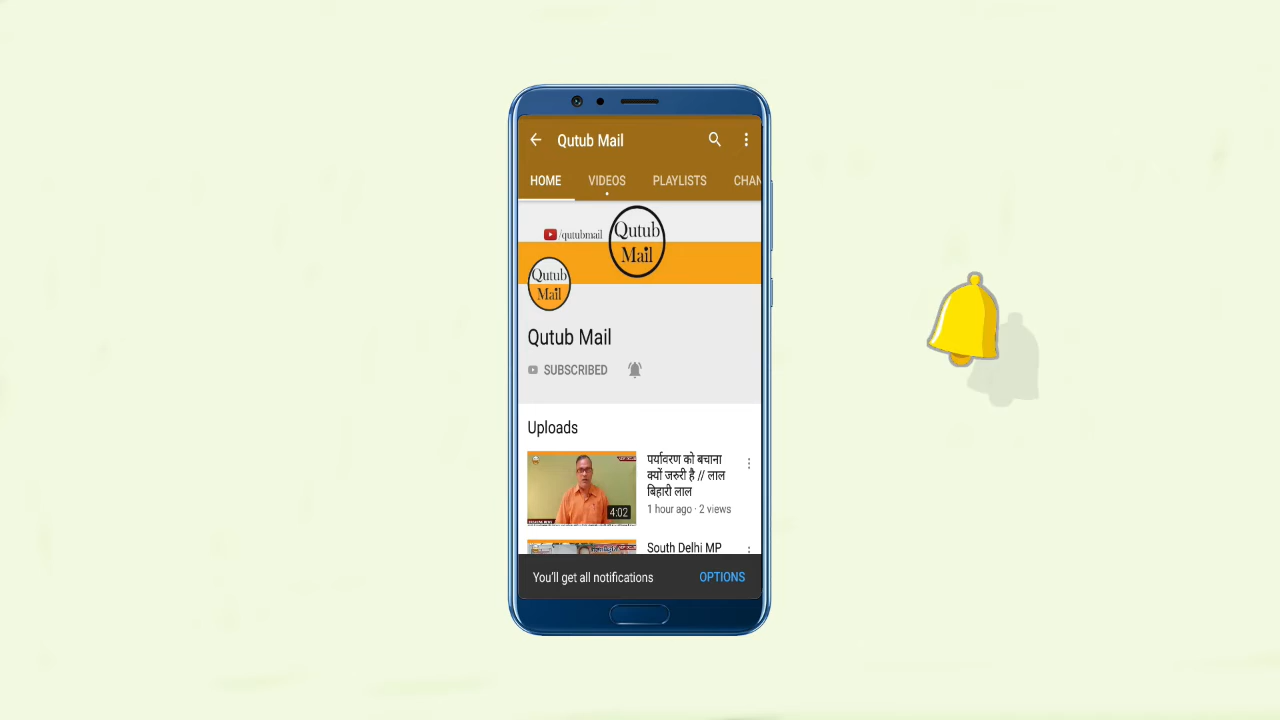 Qutub Mail
HOME VIDEOS PLAYLISTS CHAN
/qutubmail
Qutub
Mail
Qutub
Mail
Qutub Mail
SUBSCRIBED
Uploads
पर्यावरण को बचाना
क्यों जरुरी है // लाल
बिहारी लाल
4:02
1 hour ago · 2 views
South Delhi MP
You'll get all notifications OPTIONS